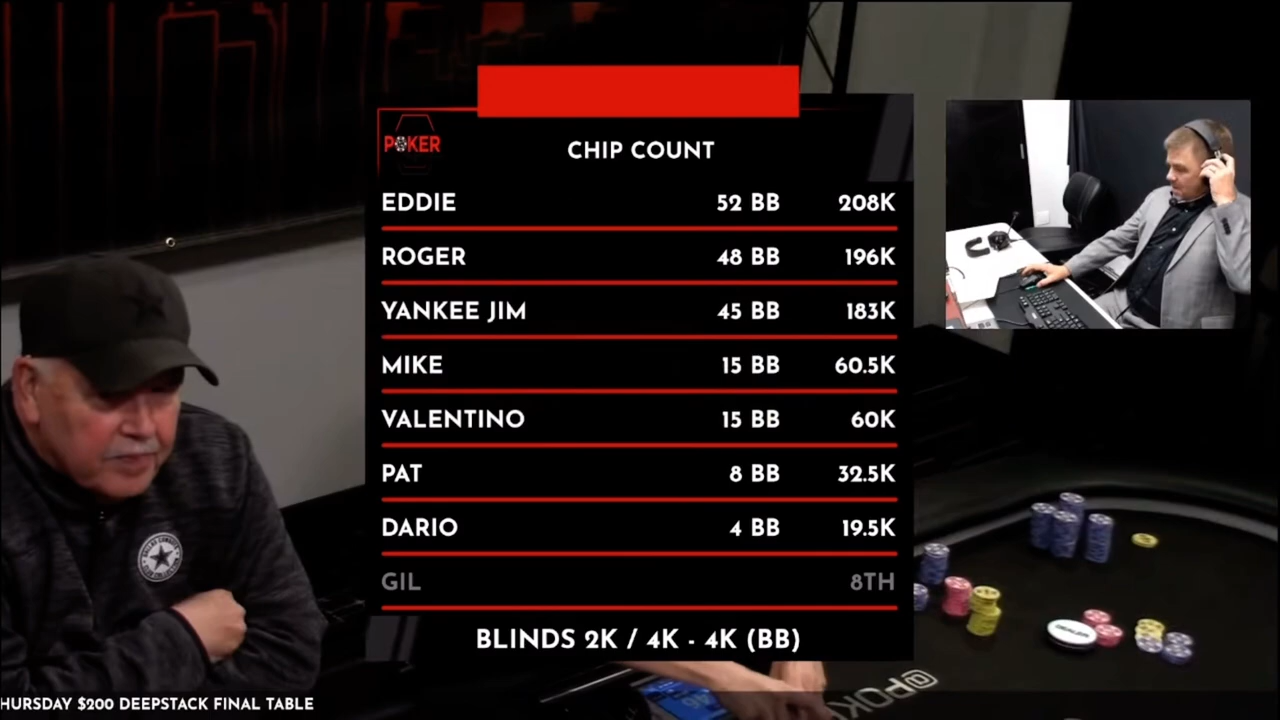 POKER
CHIP COUNT
EDDIE 52 BB 208K
ROGER 48 BB 196K
YANKEE JIM 45 BB 183K
MIKE 15 BB 60.5K
VALENTINO 15 BB 60K
PAT 8 BB 32.5K
DARIO 4 BB 19.5K
GIL 8TH
BLINDS 2K / 4K - 4K (BB)
DEALER
@POK
HURSDAY $200 DEEPSTACK FINAL TABLE